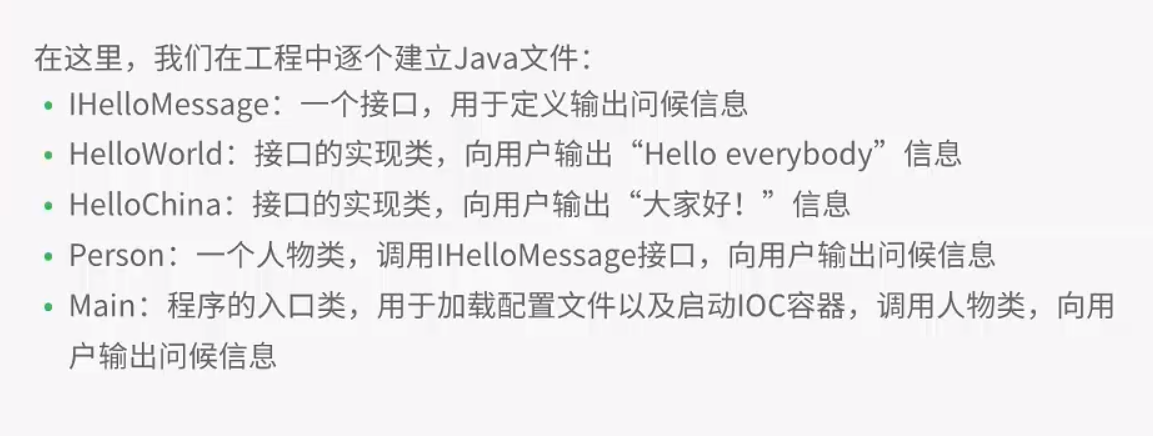 在这里，我们在工程中逐个建立Java文件：
• IHelloMessage：一个接口，用于定义输出问候信息
• HelloWorld：接口的实现类，向用户输出“Hello everybody”信息
• HelloChina：接口的实现类，向用户输出“大家好！”信息
• Person：一个人物类，调用IHelloMessage接口，向用户输出问候信息
• Main：程序的入口类，用于加载配置文件以及启动IOC容器，调用人物类，向用
户输出问候信息